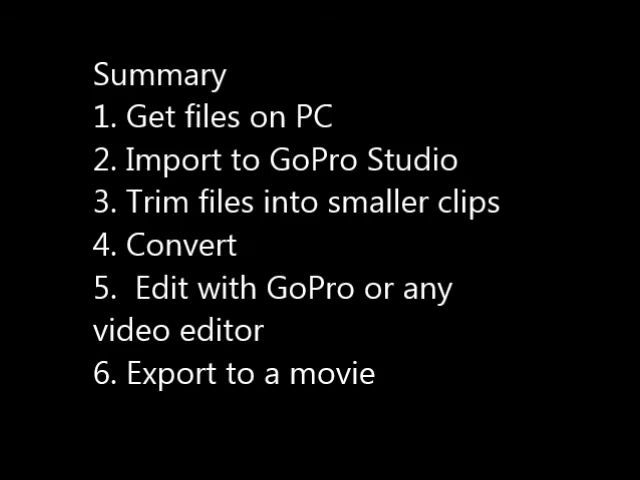 Summary
1. Get files on PC
2. Import to GoPro Studio
3. Trim files into smaller clips
4. Convert
5.  Edit with GoPro or any
video editor
6. Export to a movie